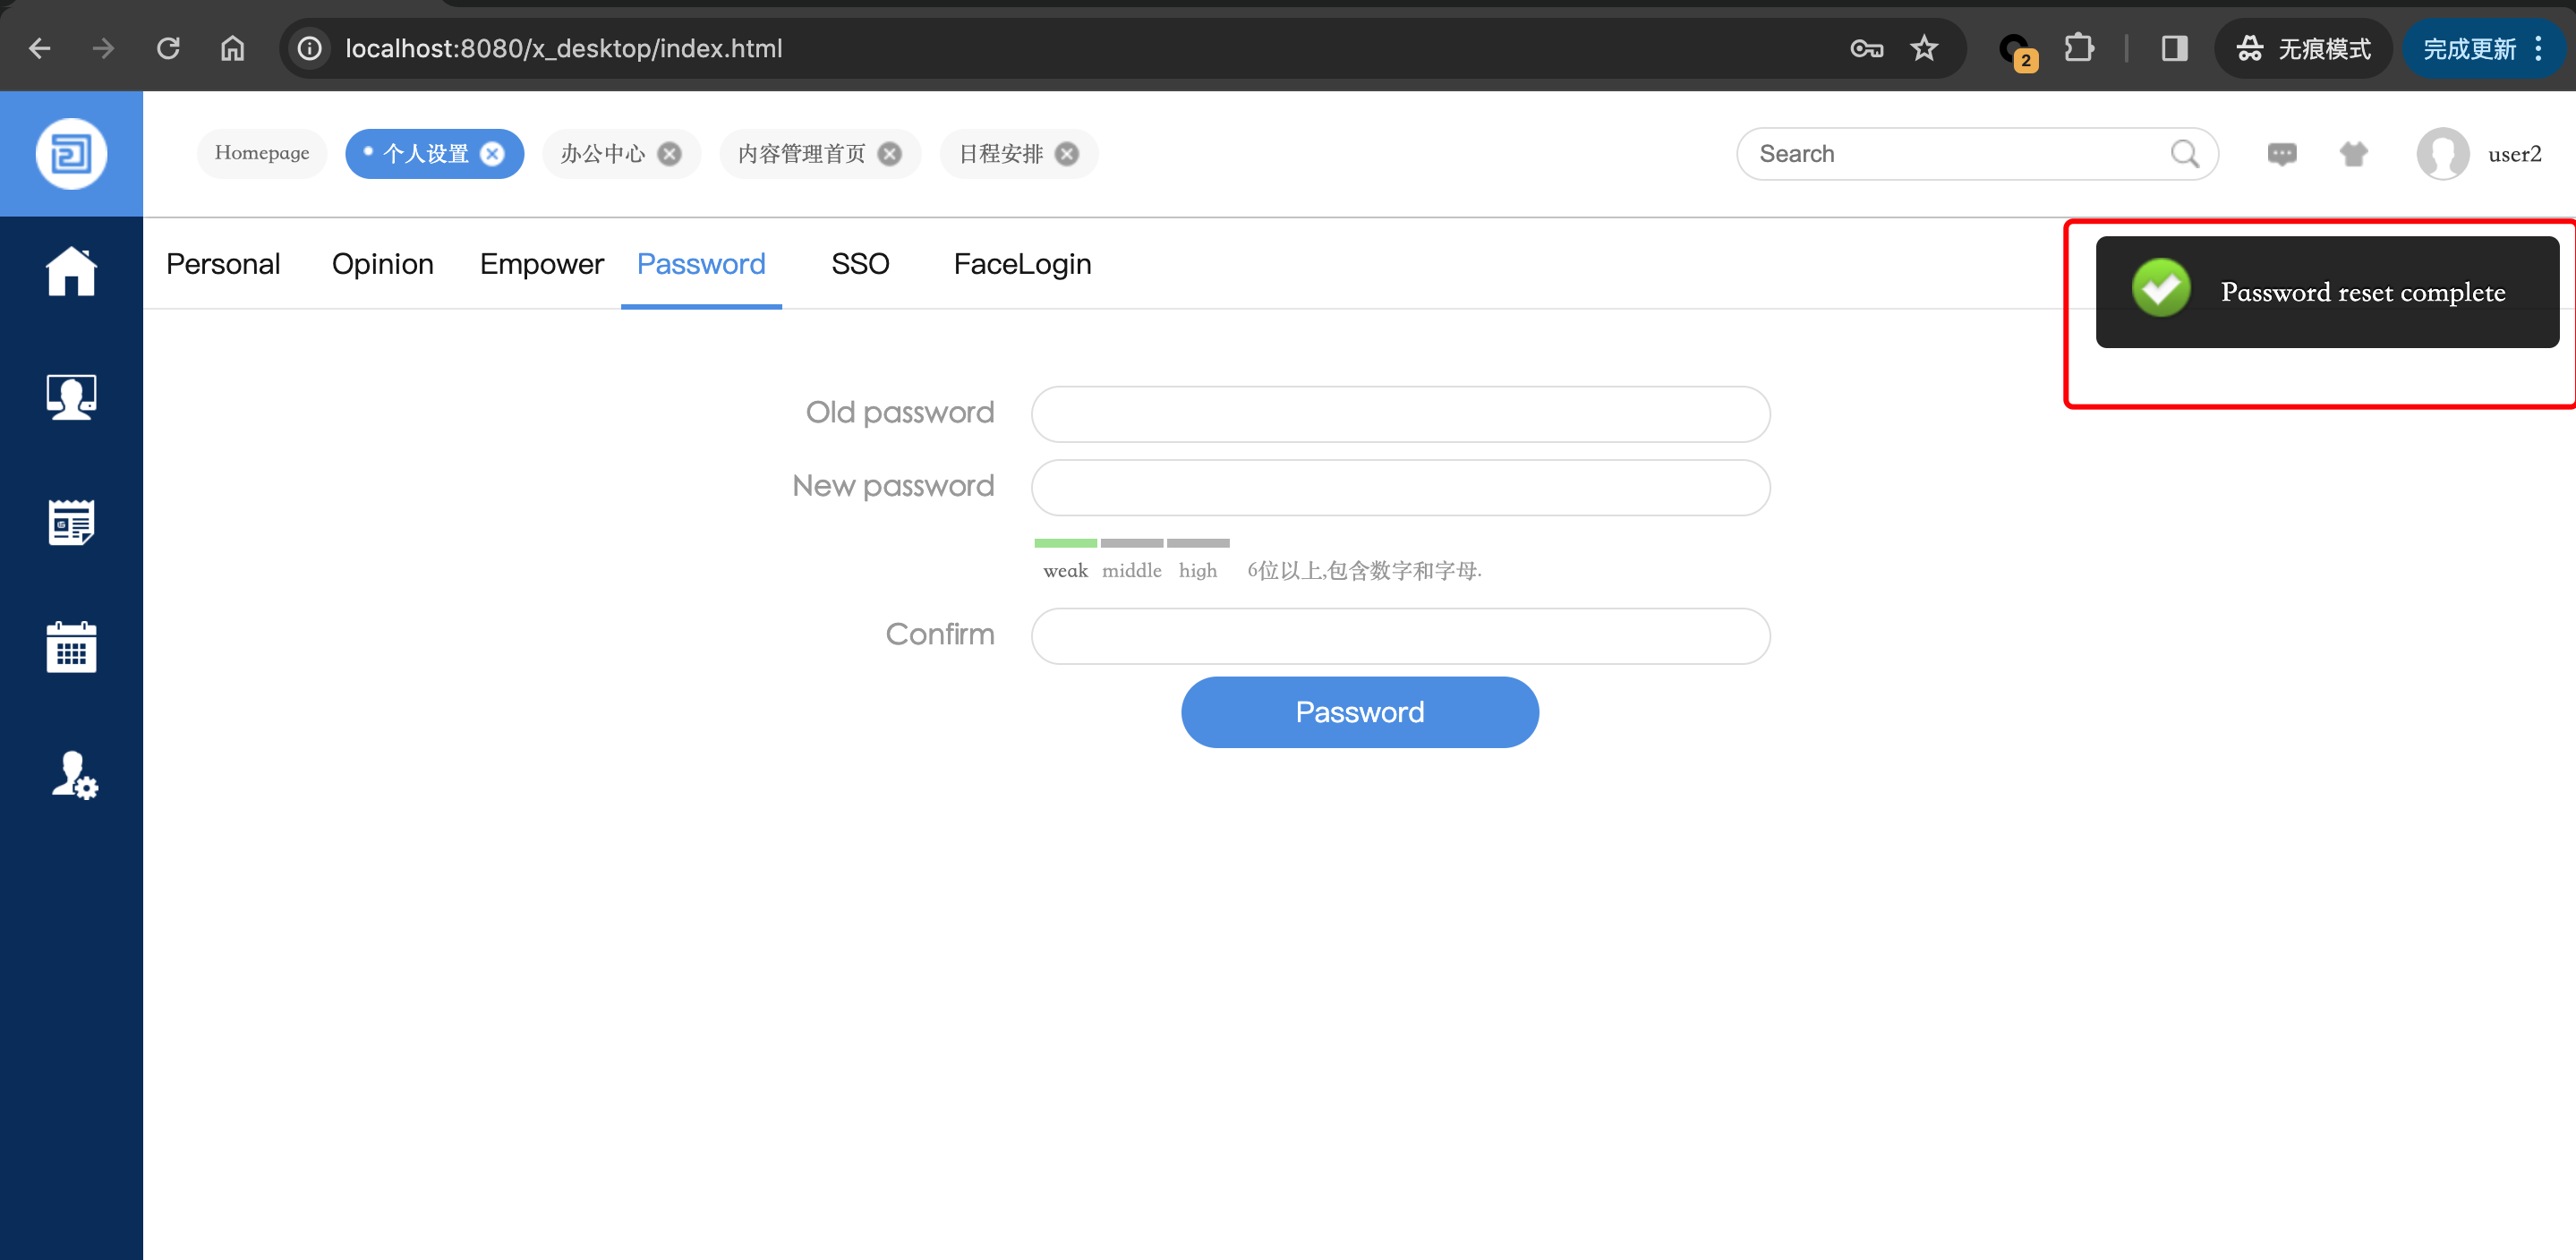 localhost:8080/x_desktop/index.html
2
无痕模式
完成更新
Homepage
个人设置
办公中心
内容管理首页
日程安排
Search
user2
Personal
Opinion
Empower
Password
SSO
FaceLogin
Password reset complete
Old password
New password
weak middle high 6位以上,包含数字和字母.
Confirm
Password